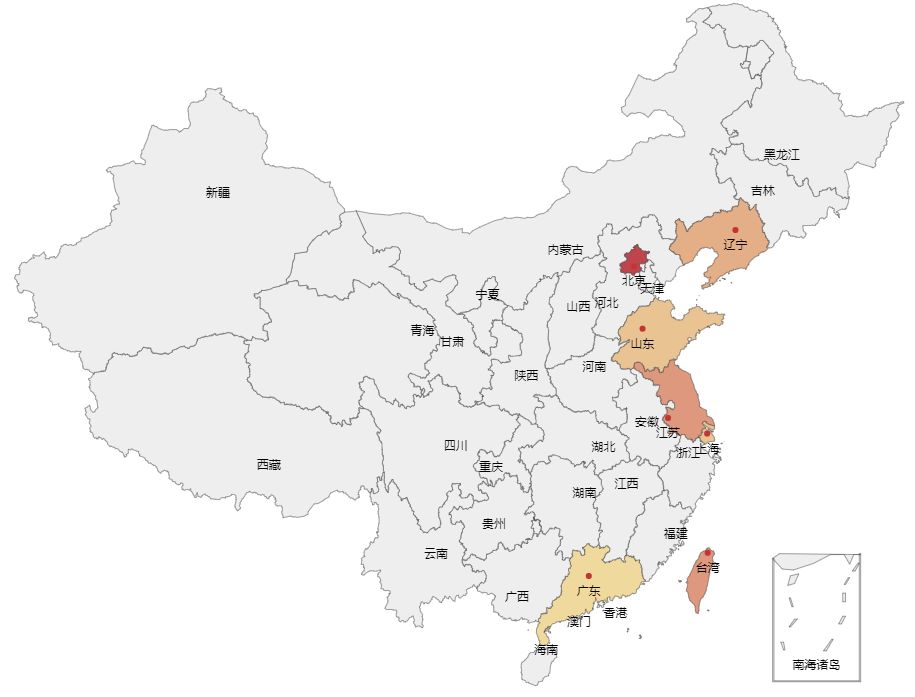 黑龙江
吉林
新疆
辽宁
内蒙古
北京
天津
宁夏
山西
河北
青海
甘肃
山东
河南
陕西
安徽
江苏
四川
湖北
浙江
上海
西藏
重庆
湖南
江西
贵州
福建
云南
台湾
广西
广东
香港
澳门
海南
南海诸岛